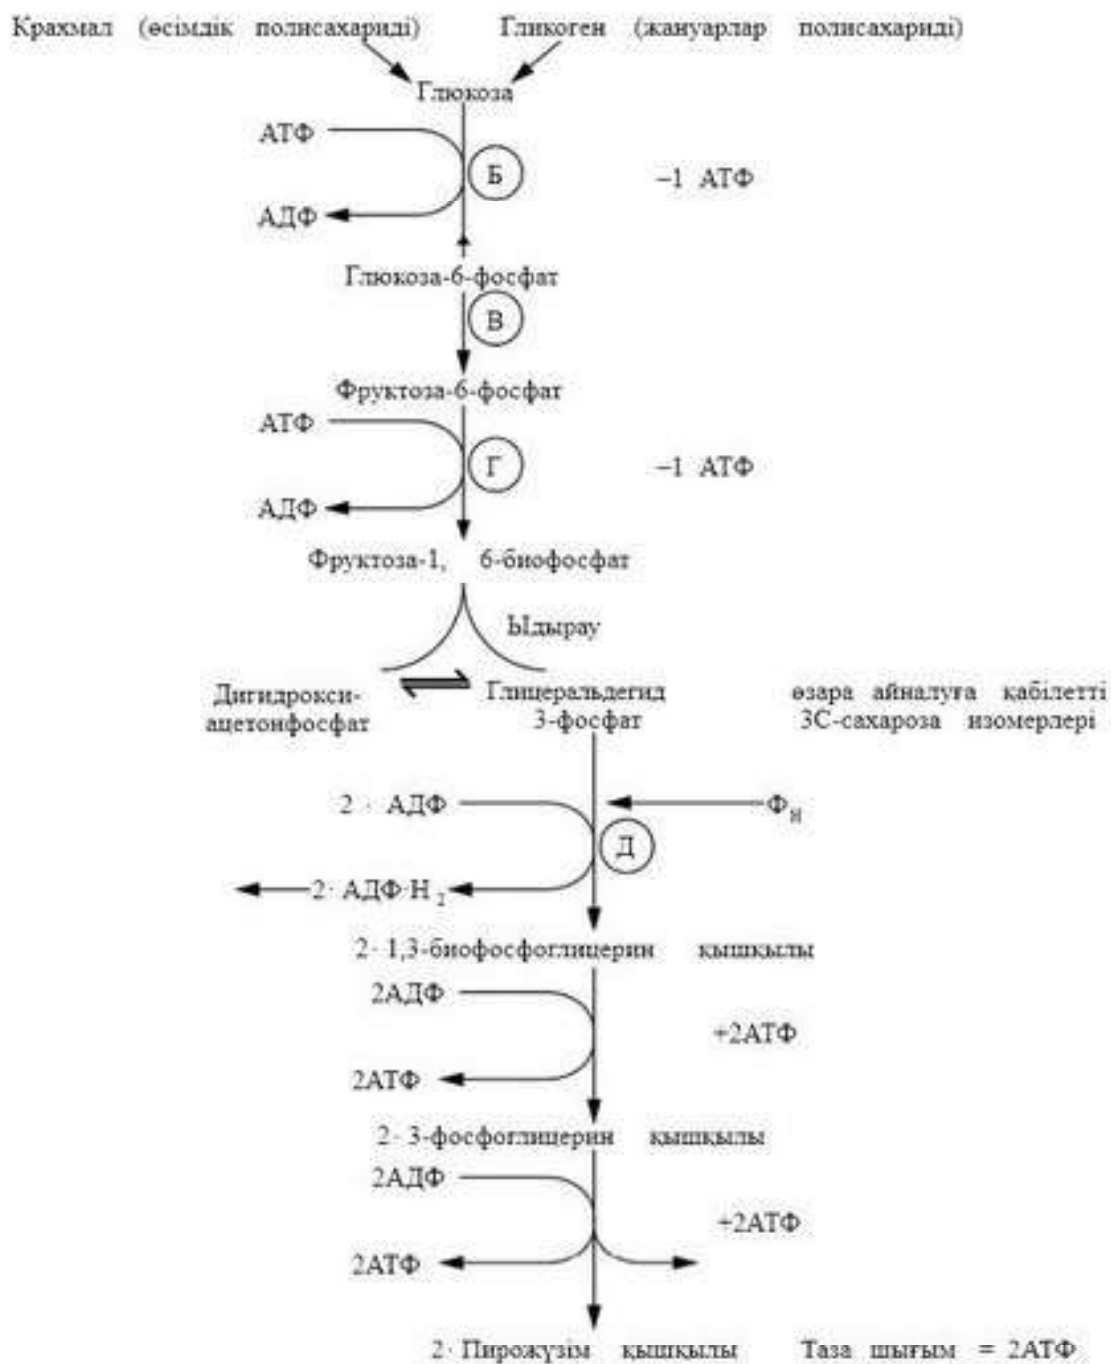 Крахмал (өсімдік полисахариді) Гликоген (жануарлар полисахариді)
Глюкоза
АТФ
Б
–1 АТФ
АДФ
Глюкоза-6-фосфат
В
Фруктоза-6-фосфат
АТФ
Г
–1 АТФ
АДФ
Фруктоза-1, 6-биофосфат
Ыдырау
Дигидрокси-
ацетонфосфат
Глицеральдегид
3-фосфат
өзара айналуға қабілетті
3С-сахароза изомерлері
2 · АДФ
Фн
Д
2· АДФ·Н2
2· 1,3-биофосфоглицерин қышқылы
2АДФ
+2АТФ
2АТФ
2· 3-фосфоглицерин қышқылы
2АДФ
+2АТФ
2АТФ
2· Пирожүзім қышқылы Таза шығым = 2АТФ